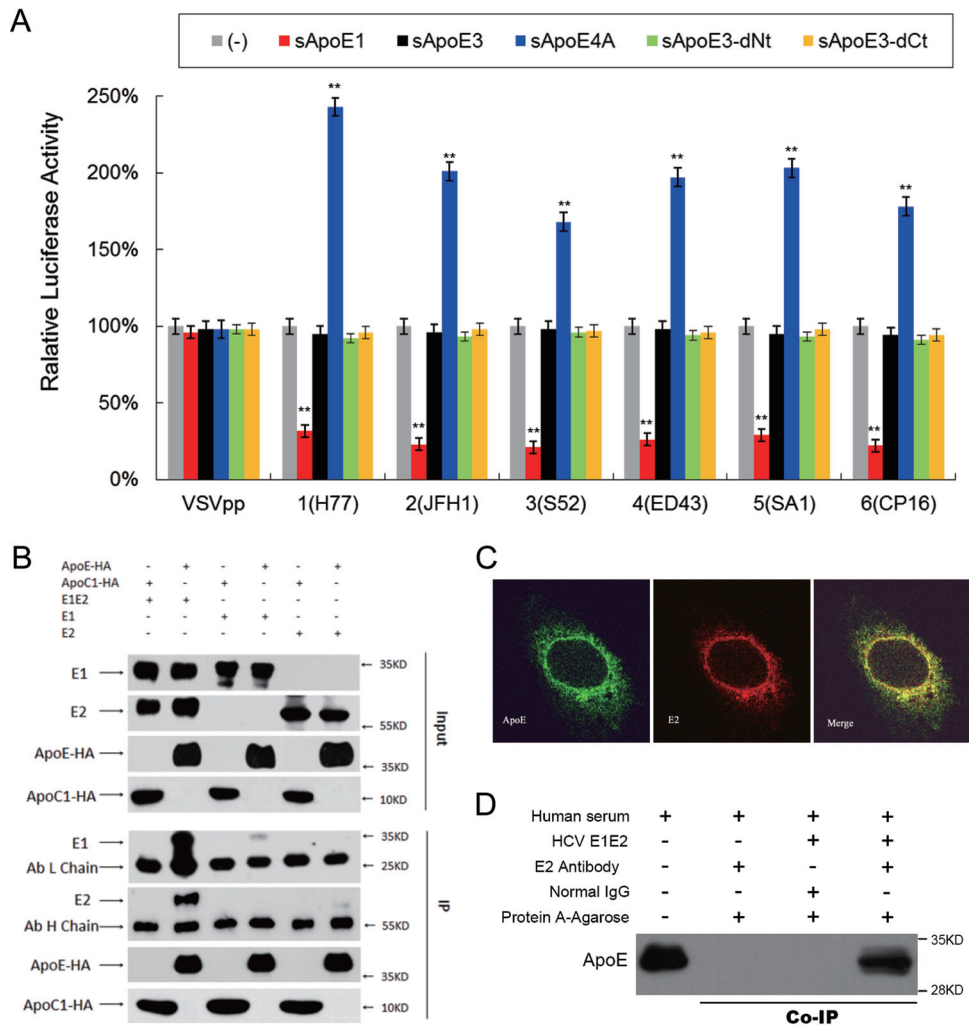 A
(-) sApoE1 sApoE3 sApoE4A sApoE3-dNt sApoE3-dCt
Ralative Luciferase Activity
250%
200%
150%
100%
50%
0%
** ** ** ** ** **
** ** ** ** ** **
VSVpp 1(H77) 2(JFH1) 3(S52) 4(ED43) 5(SA1) 6(CP16)
B
ApoE-HA - + - + - +
ApoC1-HA + - + - + -
E1E2 + + - - - -
E1 - - + + - -
E2 - - - - + +
E1 35KD
E2 55KD
ApoE-HA 35KD
ApoC1-HA 10KD
Input
E1 35KD
Ab L Chain 25KD
E2
Ab H Chain 55KD
ApoE-HA 35KD
ApoC1-HA 10KD
IP
C
ApoE E2 Merge
D
Human serum + + + +
HCV E1E2 - - + +
E2 Antibody - + - +
Normal IgG - - + -
Protein A-Agarose - + + +
ApoE
35KD
28KD
Co-IP